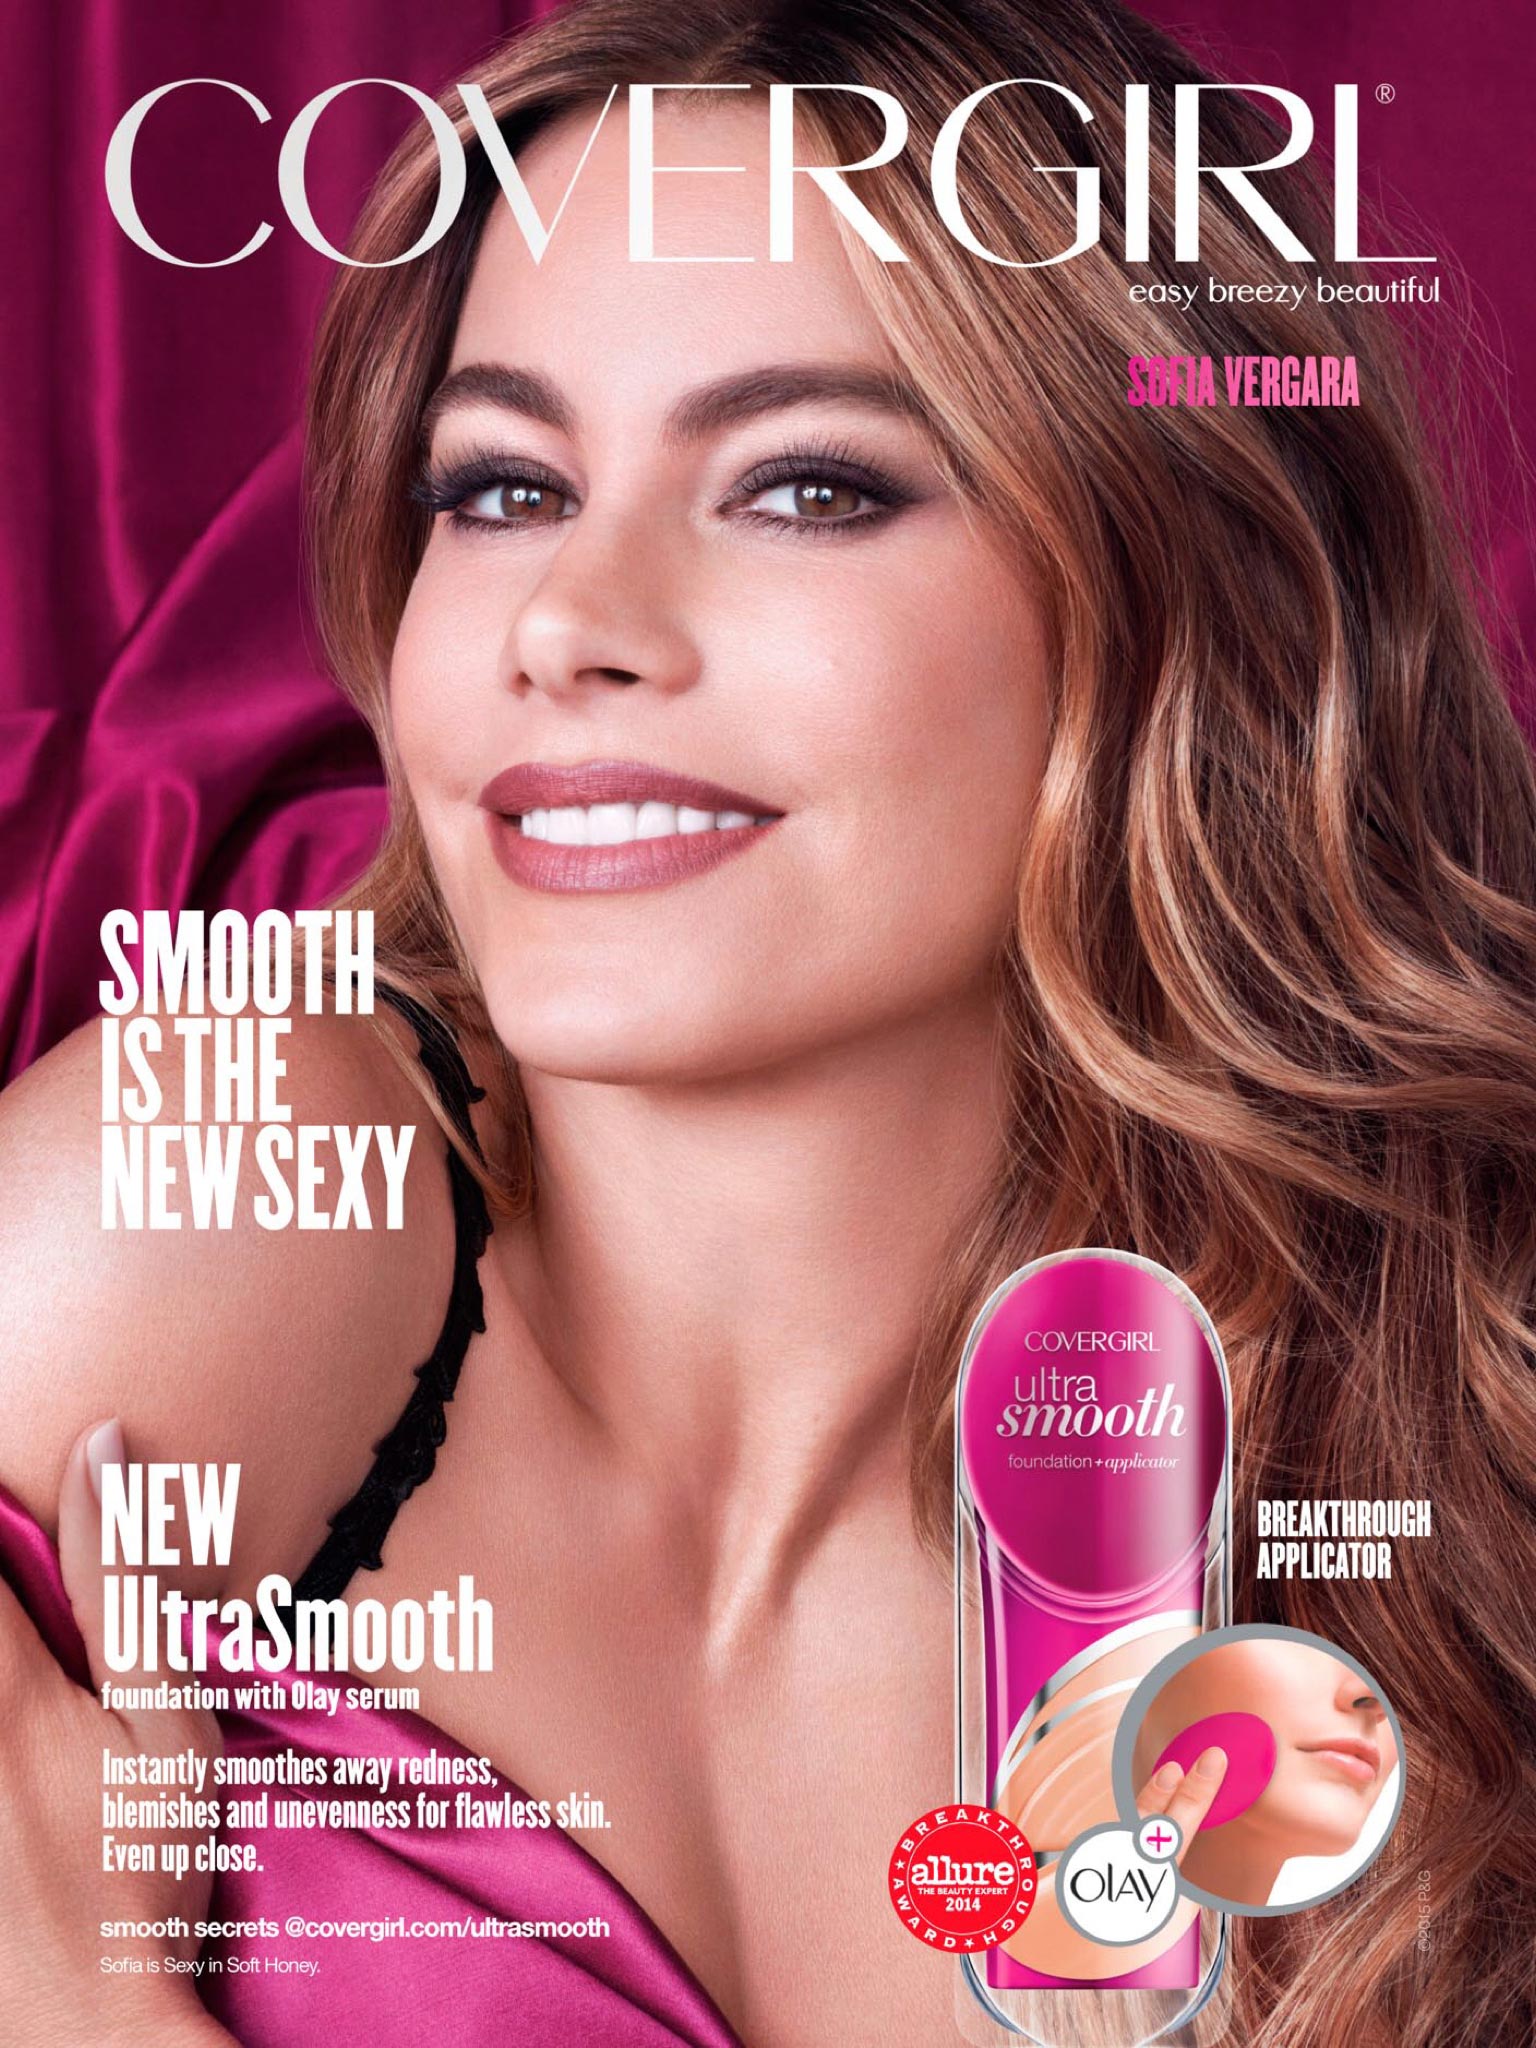 COVERGIRL®
easy breezy beautiful
SOFIA VERGARA
SMOOTH
IS THE
NEW SEXY
NEW
UltraSmooth
foundation with Olay serum
Instantly smoothes away redness,
blemishes and unevenness for flawless skin.
Even up close.
smooth secrets @covergirl.com/ultrasmooth
Sofia is Sexy in Soft Honey.
COVERGIRL
ultra
smooth
foundation + applicator
BREAKTHROUGH
APPLICATOR
BREAKTHROUGH
allure
THE BEAUTY EXPERT
2014
★ AWARD ★
+
OLAY
©2015 P&G